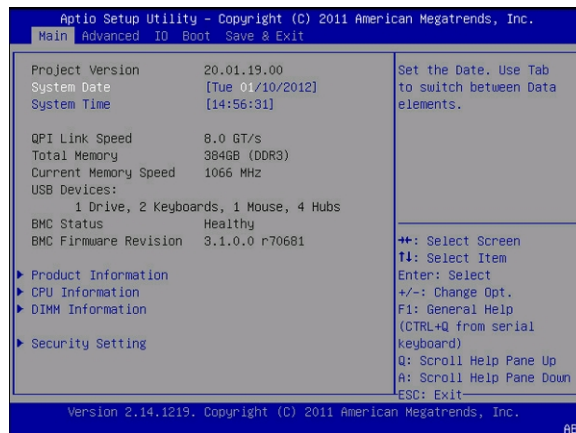 Aptio Setup Utility – Copyright (C) 2011 American Megatrends, Inc.
Main Advanced IO Boot Save & Exit
Project Version 20.01.19.00
System Date [Tue 01/10/2012]
System Time [14:56:31]
QPI Link Speed 8.0 GT/s
Total Memory 384GB (DDR3)
Current Memory Speed 1066 MHz
USB Devices:
1 Drive, 2 Keyboards, 1 Mouse, 4 Hubs
BMC Status Healthy
BMC Firmware Revision 3.1.0.0 r70681
Product Information
CPU Information
DIMM Information
Security Setting
Set the Date. Use Tab
to switch between Data
elements.
→←: Select Screen
↑↓: Select Item
Enter: Select
+/-: Change Opt.
F1: General Help
(CTRL+Q from serial
keyboard)
Q: Scroll Help Pane Up
A: Scroll Help Pane Down
ESC: Exit
Version 2.14.1219. Copyright (C) 2011 American Megatrends, Inc.
AB